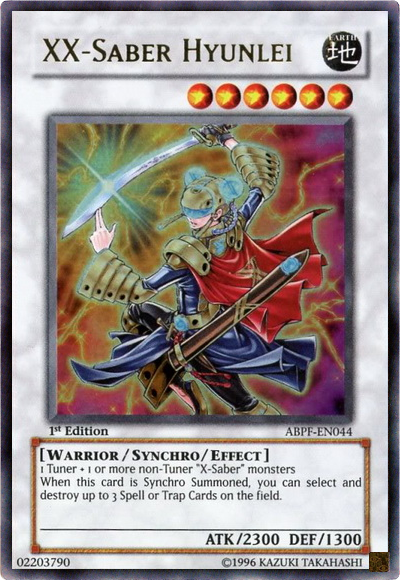 XX-Saber Hyunlei
EARTH
地
1st Edition
ABPF-EN044
[Warrior / Synchro/Effect]
1 Tuner + 1 or more non-Tuner "X-Saber" monsters
When this card is Synchro Summoned, you can select and
destroy up to 3 Spell or Trap Cards on the field.
ATK/2300 DEF/1300
02203790
©1996 KAZUKI TAKAHASHI